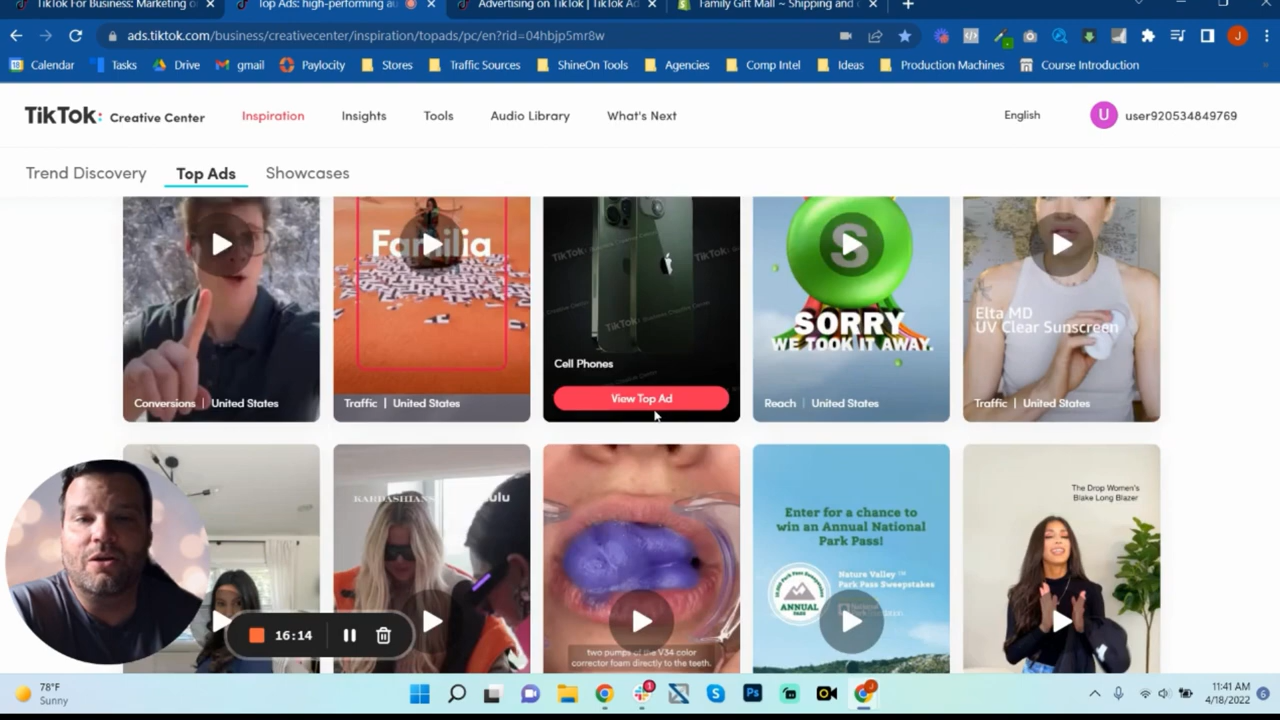 TikTok For Business: Marketing o
Top Ads: high-performing au
Advertising on TikTok | TikTok Ad
Family Gift Mall ~ Shipping and
ads.tiktok.com/business/creativecenter/inspiration/topads/pc/en?rid=04hbjp5mr8w
J
Calendar
Tasks
Drive
gmail
Paylocity
Stores
Traffic Sources
ShineOn Tools
Agencies
Comp Intel
Ideas
Production Machines
Course Introduction
TikTok: Creative Center
Inspiration
Insights
Tools
Audio Library
What's Next
English
U
user920534849769
Trend Discovery
Top Ads
Showcases
Familia
S
SORRY
WE TOOK IT AWAY.
Elta MD
UV Clear Sunscreen
Cell Phones
View Top Ad
Conversions | United States
Traffic | United States
Reach | United States
Traffic | United States
KARDASHIANS
hulu
two pumps of the V34 color
corrector foam directly to the teeth.
Enter for a chance to
win an Annual National
Park Pass!
Nature Valley™
Park Pass Sweepstakes
ANNUAL
PASS
The Drop Women's
Blake Long Blazer
16:14
78°F
Sunny
1
Ps
J
11:41 AM
4/18/2022
6